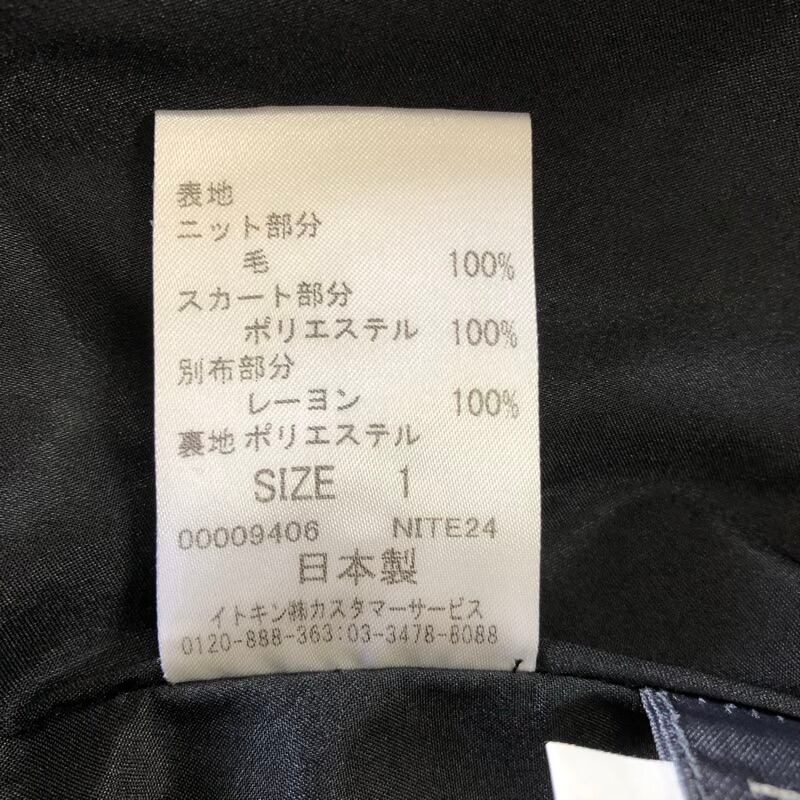 表地
ニット部分
毛 100%
スカート部分
ポリエステル 100%
別布部分
レーヨン 100%
裏地 ポリエステル
SIZE 1
00009406 NITE24
日本製
イトキン㈱カスタマーサービス
0120-888-363:03-3478-8088